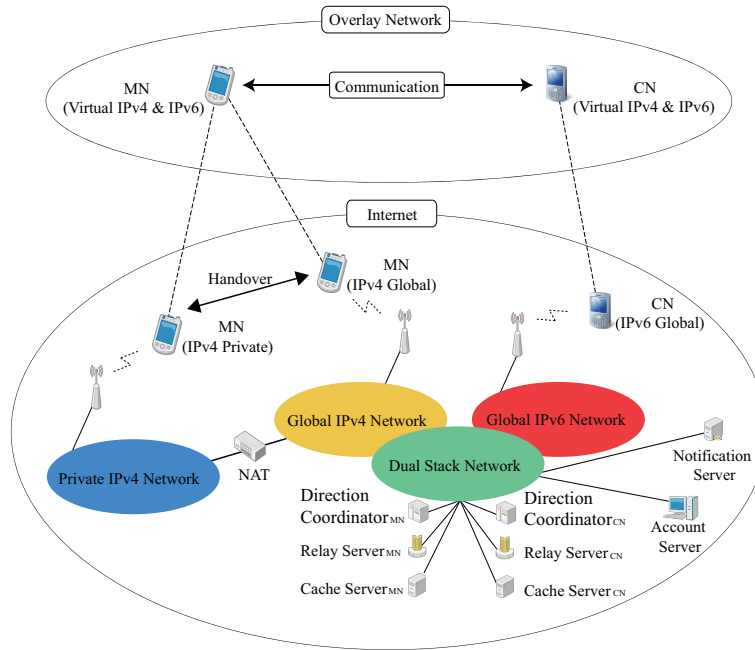 Overlay Network
MN
(Virtual IPv4 & IPv6)
Communication
CN
(Virtual IPv4 & IPv6)
Internet
Handover
MN
(IPv4 Global)
MN
(IPv4 Private)
CN
(IPv6 Global)
Global IPv4 Network
Global IPv6 Network
Private IPv4 Network
NAT
Dual Stack Network
Notification
Server
Account
Server
Direction
CoordinatorMN
Direction
CoordinatorCN
Relay ServerMN
Relay ServerCN
Cache ServerMN
Cache ServerCN